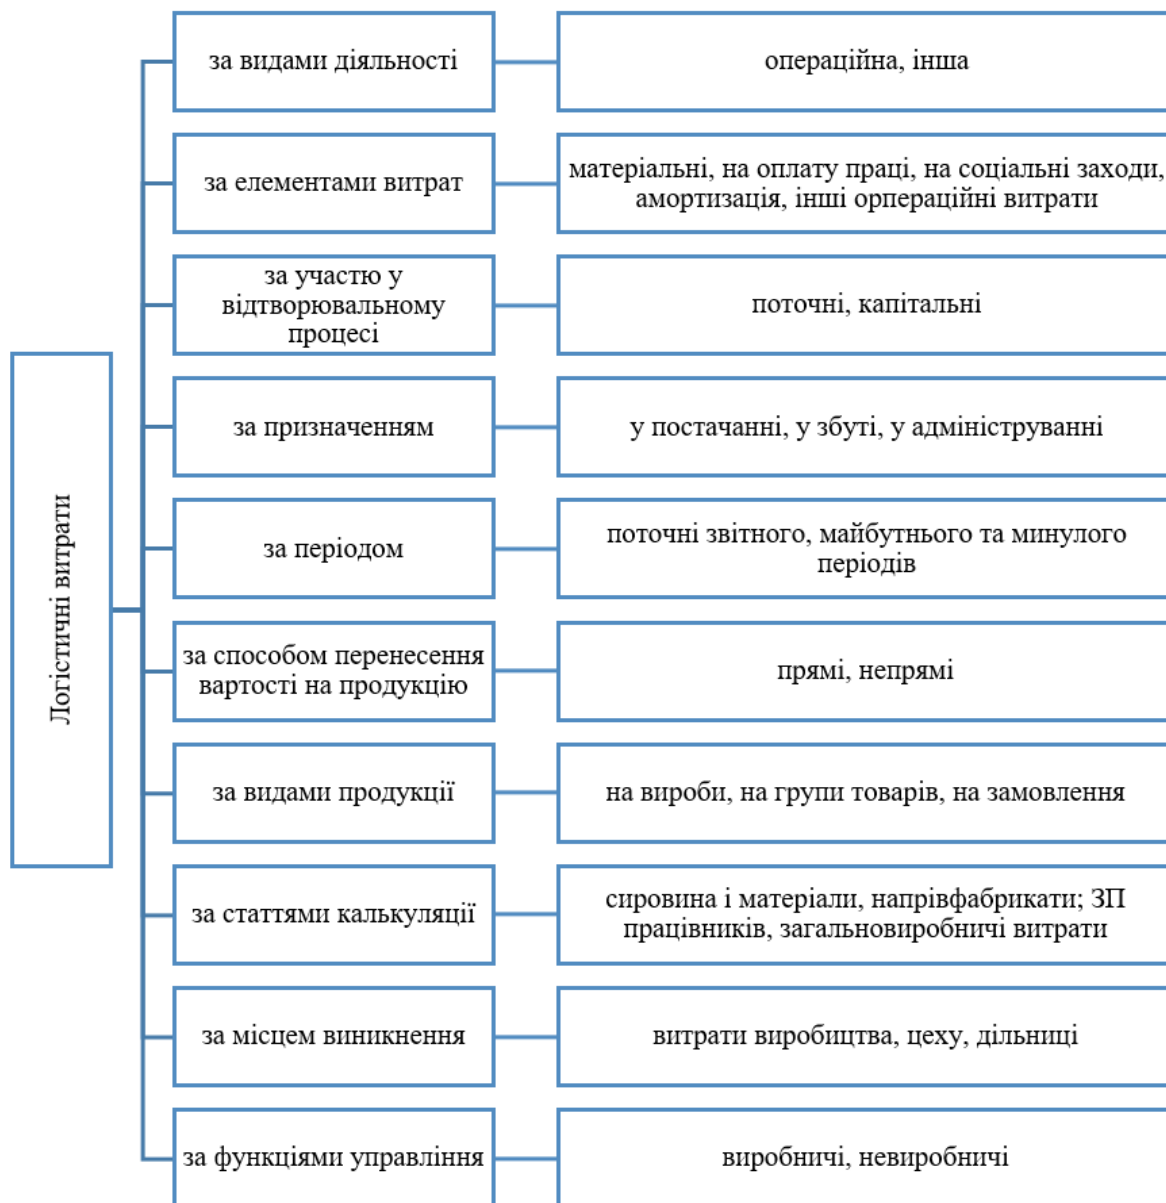 Логістичні витрати
за видами діяльності
операційна, інша
за елементами витрат
матеріальні, на оплату праці, на соціальні заходи,
амортизація, інші орпераційні витрати
за участю у
відтворювальному
процесі
поточні, капітальні
за призначенням
у постачанні, у збуті, у адмініструванні
за періодом
поточні звітного, майбутнього та минулого
періодів
за способом перенесення
вартості на продукцію
прямі, непрямі
за видами продукції
на вироби, на групи товарів, на замовлення
за статтями калькуляції
сировина і матеріали, напрівфабрикати; ЗП
працівників, загальновиробничі витрати
за місцем виникнення
витрати виробицтва, цеху, дільниці
за функціями управління
виробничі, невиробничі